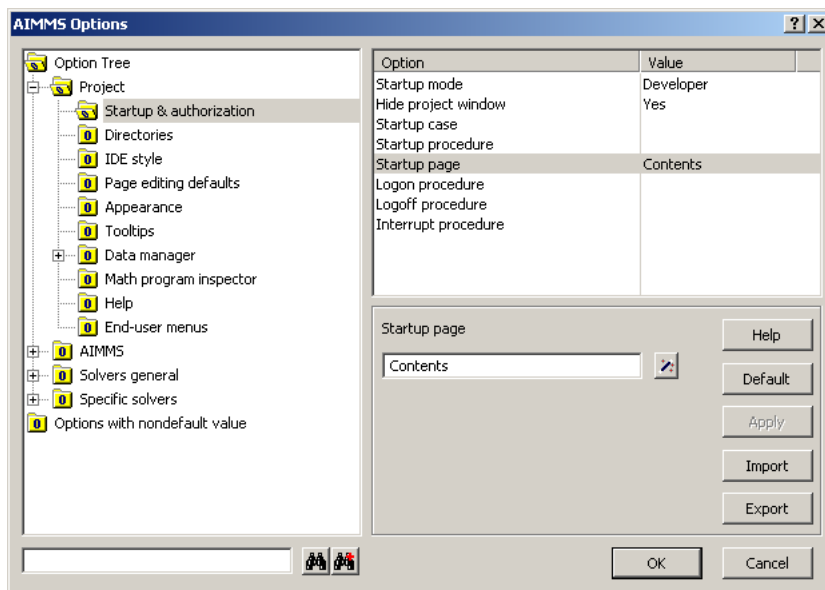 AIMMS Options
Option Tree
Project
Startup & authorization
Directories
IDE style
Page editing defaults
Appearance
Tooltips
Data manager
Math program inspector
Help
End-user menus
AIMMS
Solvers general
Specific solvers
Options with nondefault value
Option Value
Startup mode Developer
Hide project window Yes
Startup case
Startup procedure
Startup page Contents
Logon procedure
Logoff procedure
Interrupt procedure
Startup page
Contents
Help
Default
Apply
Import
Export
OK Cancel